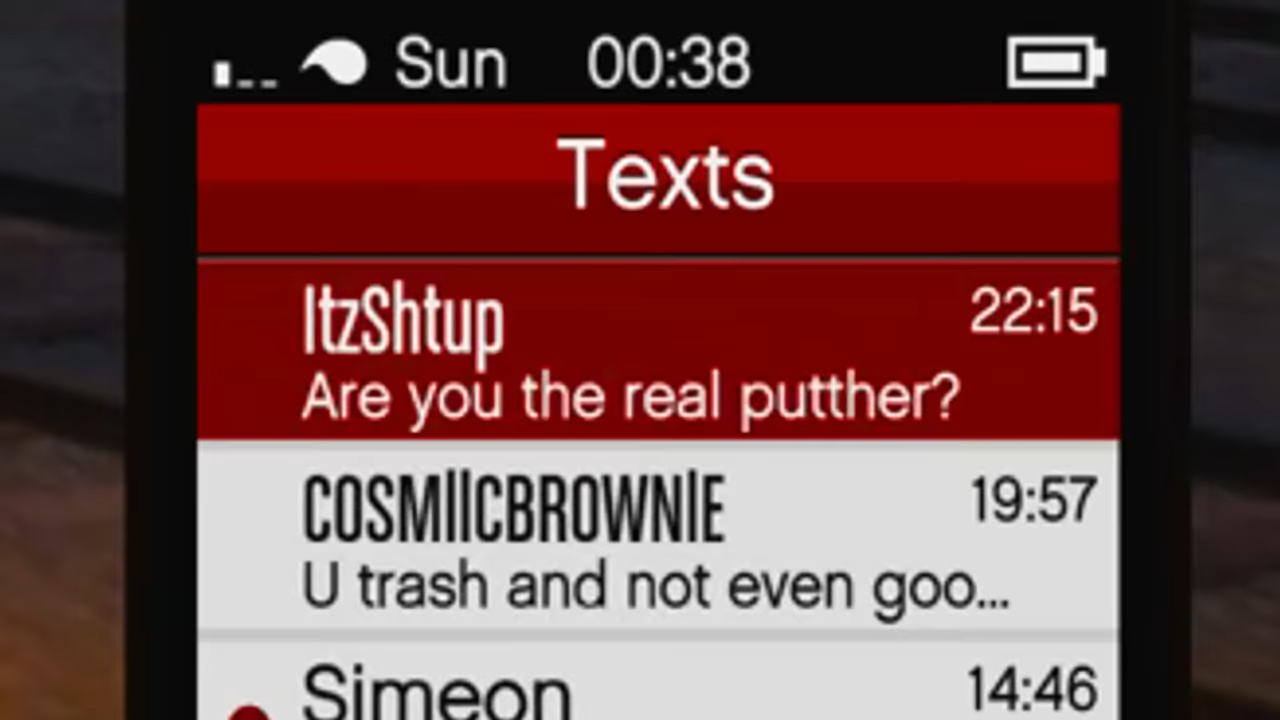 Sun 00:38
Texts
ItzShtup 22:15
Are you the real putther?
COSMIICBROWNIE 19:57
U trash and not even goo...
Simeon 14:46